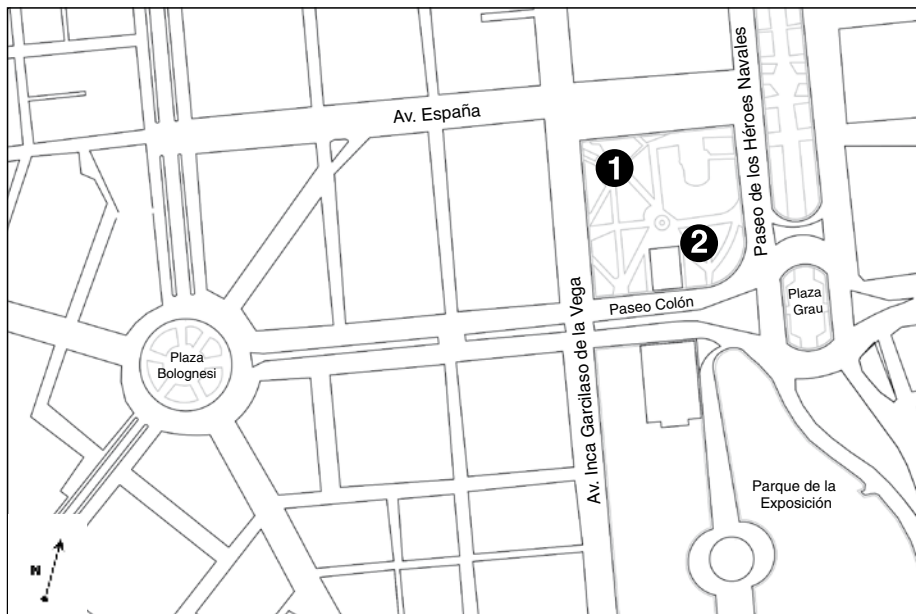 Av. España
Paseo de los Héroes Navales
1
2
Av. Inca Garcilaso de la Vega
Paseo Colón
Plaza
Grau
Plaza
Bolognesi
Parque de la
Exposición
N